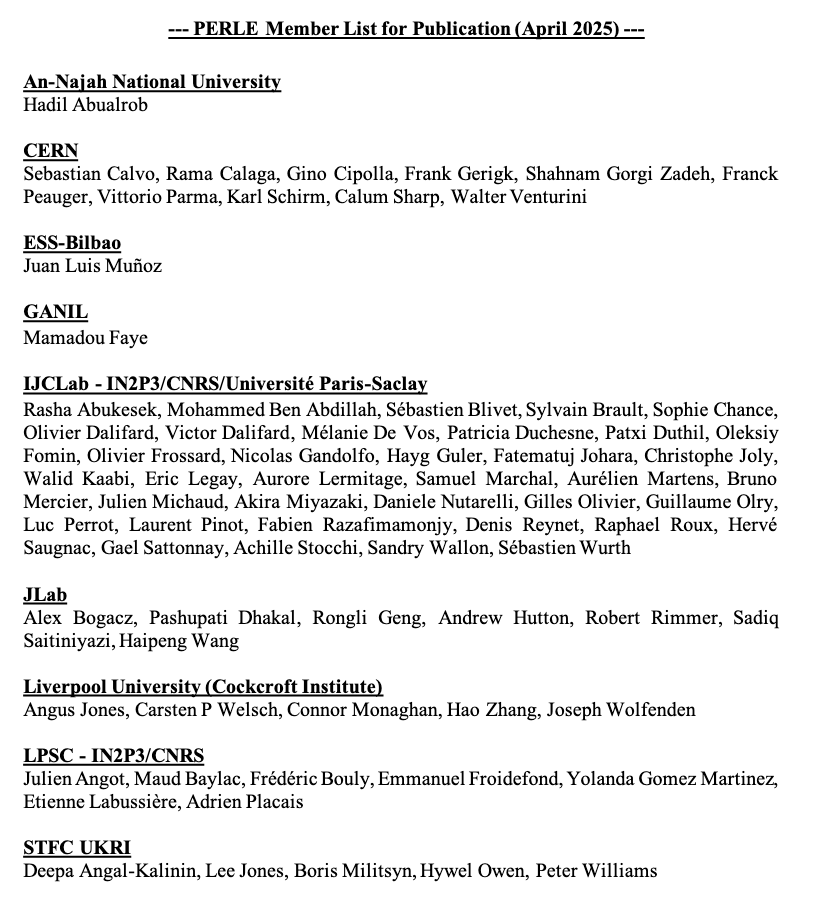 --- PERLE Member List for Publication (April 2025) ---
An-Najah National University
Hadil Abualrob
CERN
Sebastian Calvo, Rama Calaga, Gino Cipolla, Frank Gerigk, Shahnam Gorgi Zadeh, Franck
Peauger, Vittorio Parma, Karl Schirm, Calum Sharp, Walter Venturini
ESS-Bilbao
Juan Luis Muñoz
GANIL
Mamadou Faye
IJCLab - IN2P3/CNRS/Université Paris-Saclay
Rasha Abukesek, Mohammed Ben Abdillah, Sébastien Blivet, Sylvain Brault, Sophie Chance,
Olivier Dalifard, Victor Dalifard, Mélanie De Vos, Patricia Duchesne, Patxi Duthil, Oleksiy
Fomin, Olivier Frossard, Nicolas Gandolfo, Hayg Guler, Fatematuj Johara, Christophe Joly,
Walid Kaabi, Eric Legay, Aurore Lermitage, Samuel Marchal, Aurélien Martens, Bruno
Mercier, Julien Michaud, Akira Miyazaki, Daniele Nutarelli, Gilles Olivier, Guillaume Olry,
Luc Perrot, Laurent Pinot, Fabien Razafimamonjy, Denis Reynet, Raphael Roux, Hervé
Saugnac, Gael Sattonnay, Achille Stocchi, Sandry Wallon, Sébastien Wurth
JLab
Alex Bogacz, Pashupati Dhakal, Rongli Geng, Andrew Hutton, Robert Rimmer, Sadiq
Saitiniyazi, Haipeng Wang
Liverpool University (Cockcroft Institute)
Angus Jones, Carsten P Welsch, Connor Monaghan, Hao Zhang, Joseph Wolfenden
LPSC - IN2P3/CNRS
Julien Angot, Maud Baylac, Frédéric Bouly, Emmanuel Froidefond, Yolanda Gomez Martinez,
Etienne Labussière, Adrien Placais
STFC UKRI
Deepa Angal-Kalinin, Lee Jones, Boris Militsyn, Hywel Owen, Peter Williams